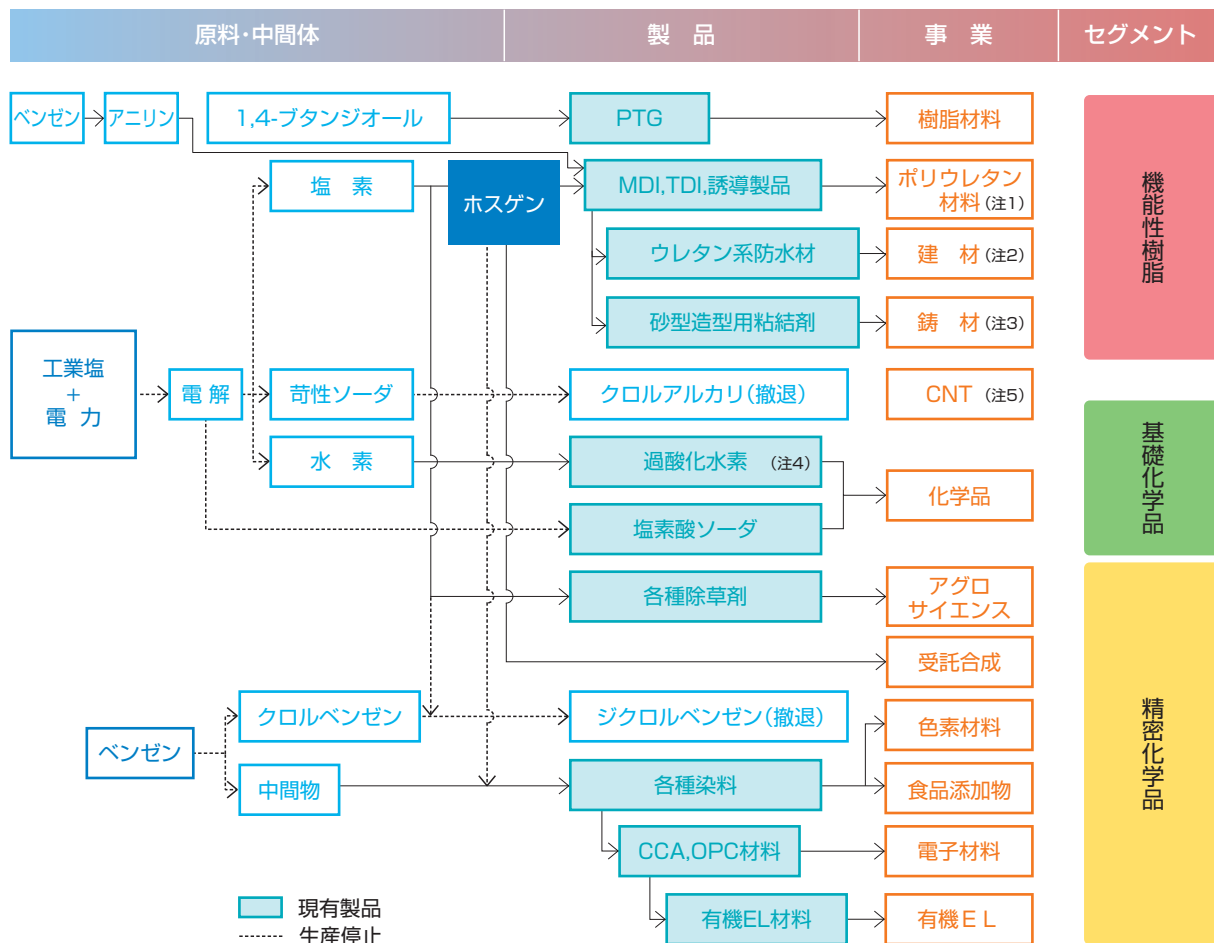 原料・中間体
製 品
事 業
セグメント
ベンゼン
アニリン
1,4-ブタンジオール
PTG
樹脂材料
塩 素
ホスゲン
MDI,TDI,誘導製品
ポリウレタン
材料(注1)
ウレタン系防水材
建 材(注2)
砂型造型用粘結剤
鋳 材(注3)
機能性樹脂
工業塩
+
電 力
電 解
苛性ソーダ
クロルアルカリ(撤退)
CNT (注5)
水 素
過酸化水素 (注4)
化学品
塩素酸ソーダ
基礎化学品
各種除草剤
アグロ
サイエンス
受託合成
クロルベンゼン
ジクロルベンゼン(撤退)
色素材料
ベンゼン
中間物
各種染料
食品添加物
CCA,OPC材料
電子材料
有機EL材料
有機EL
精密化学品
現有製品
生産停止